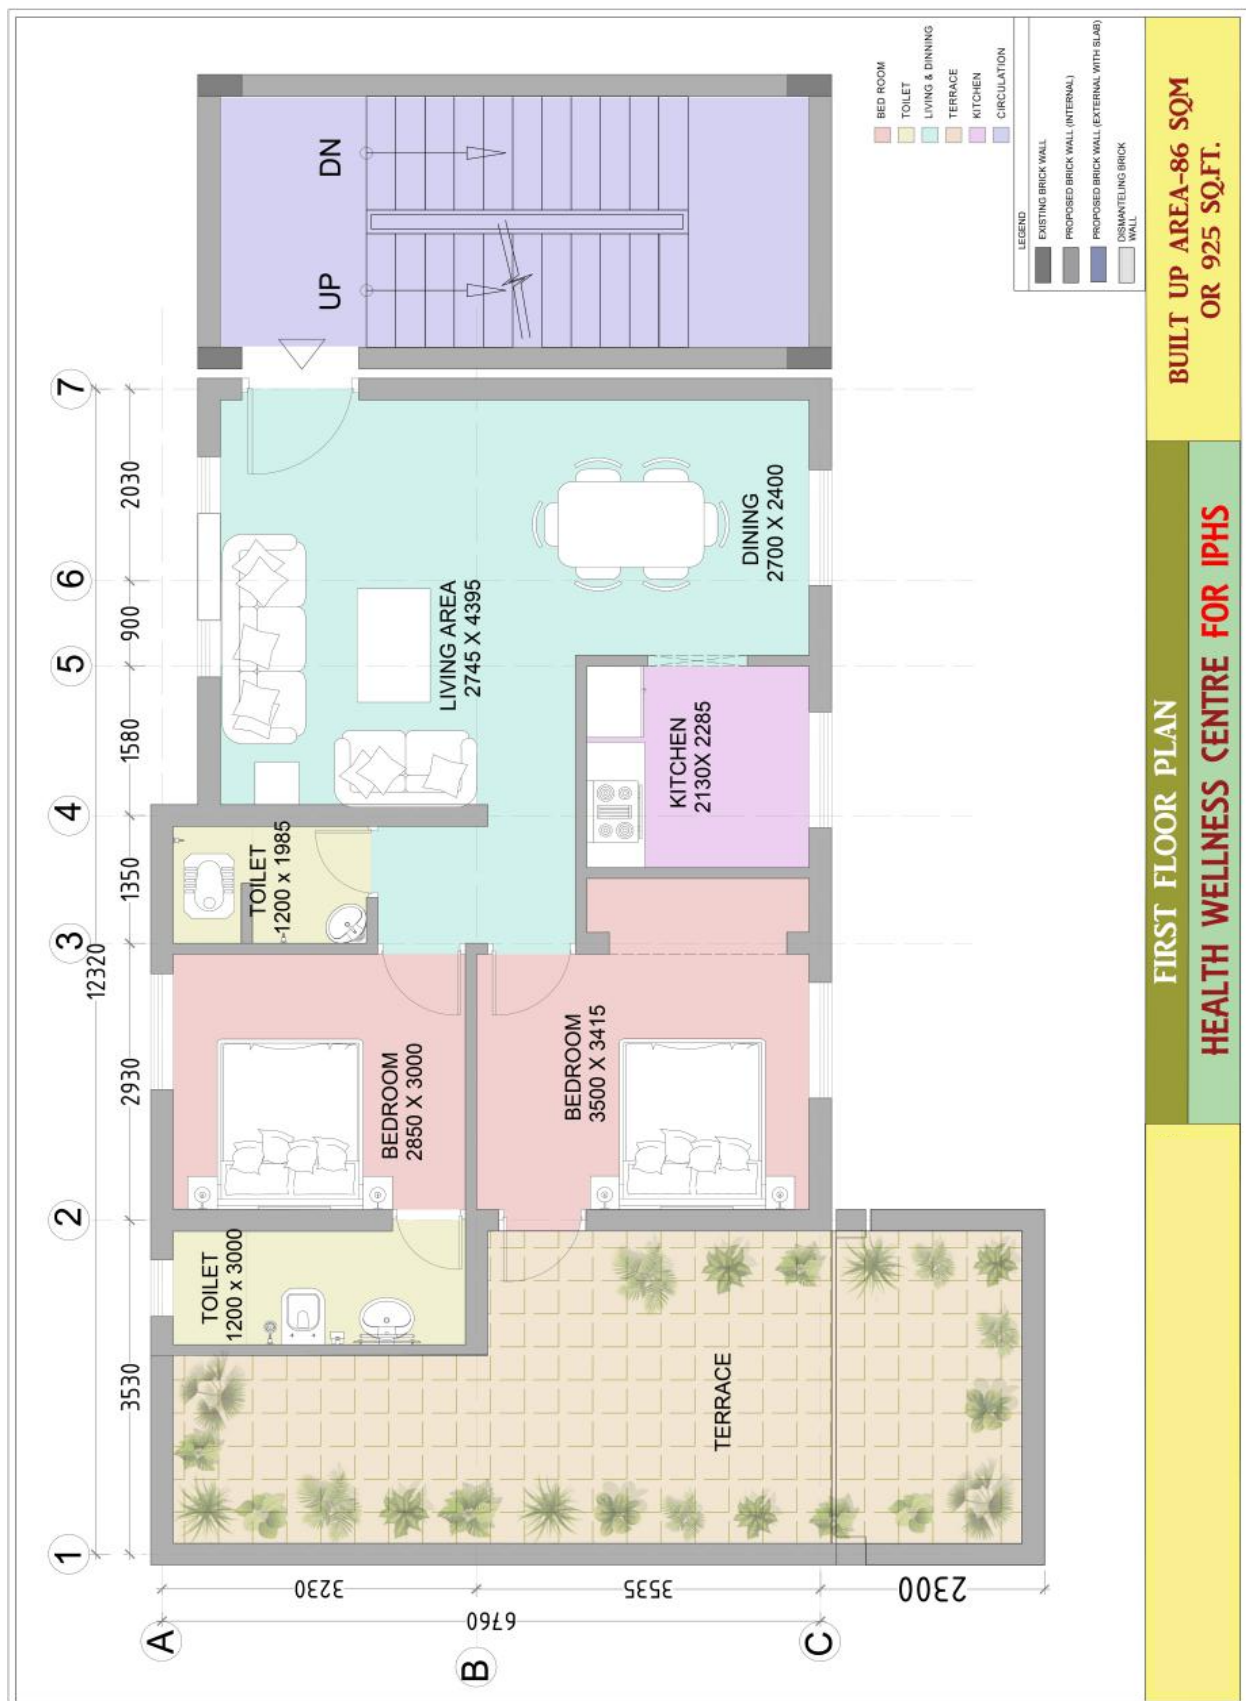 1
2
3
4
5
6
7
12320
3530
2930
1350
1580
900
2030
A
B
C
3230
3535
6760
2300
TOILET
1200 x 3000
BEDROOM
2850 X 3000
TOILET
1200 x 1985
LIVING AREA
2745 X 4395
UP
DN
TERRACE
BEDROOM
3500 X 3415
KITCHEN
2130X 2285
DINING
2700 X 2400
BED ROOM
TOILET
LIVING & DINNING
TERRACE
KITCHEN
CIRCULATION
LEGEND
EXISTING BRICK WALL
PROPOSED BRICK WALL (INTERNAL)
PROPOSED BRICK WALL (EXTERNAL WITH SLAB)
DISMANTELING BRICK
WALL
FIRST FLOOR PLAN
HEALTH WELLNESS CENTRE FOR IPHS
BUILT UP AREA-86 SQM
OR 925 SQ.FT.